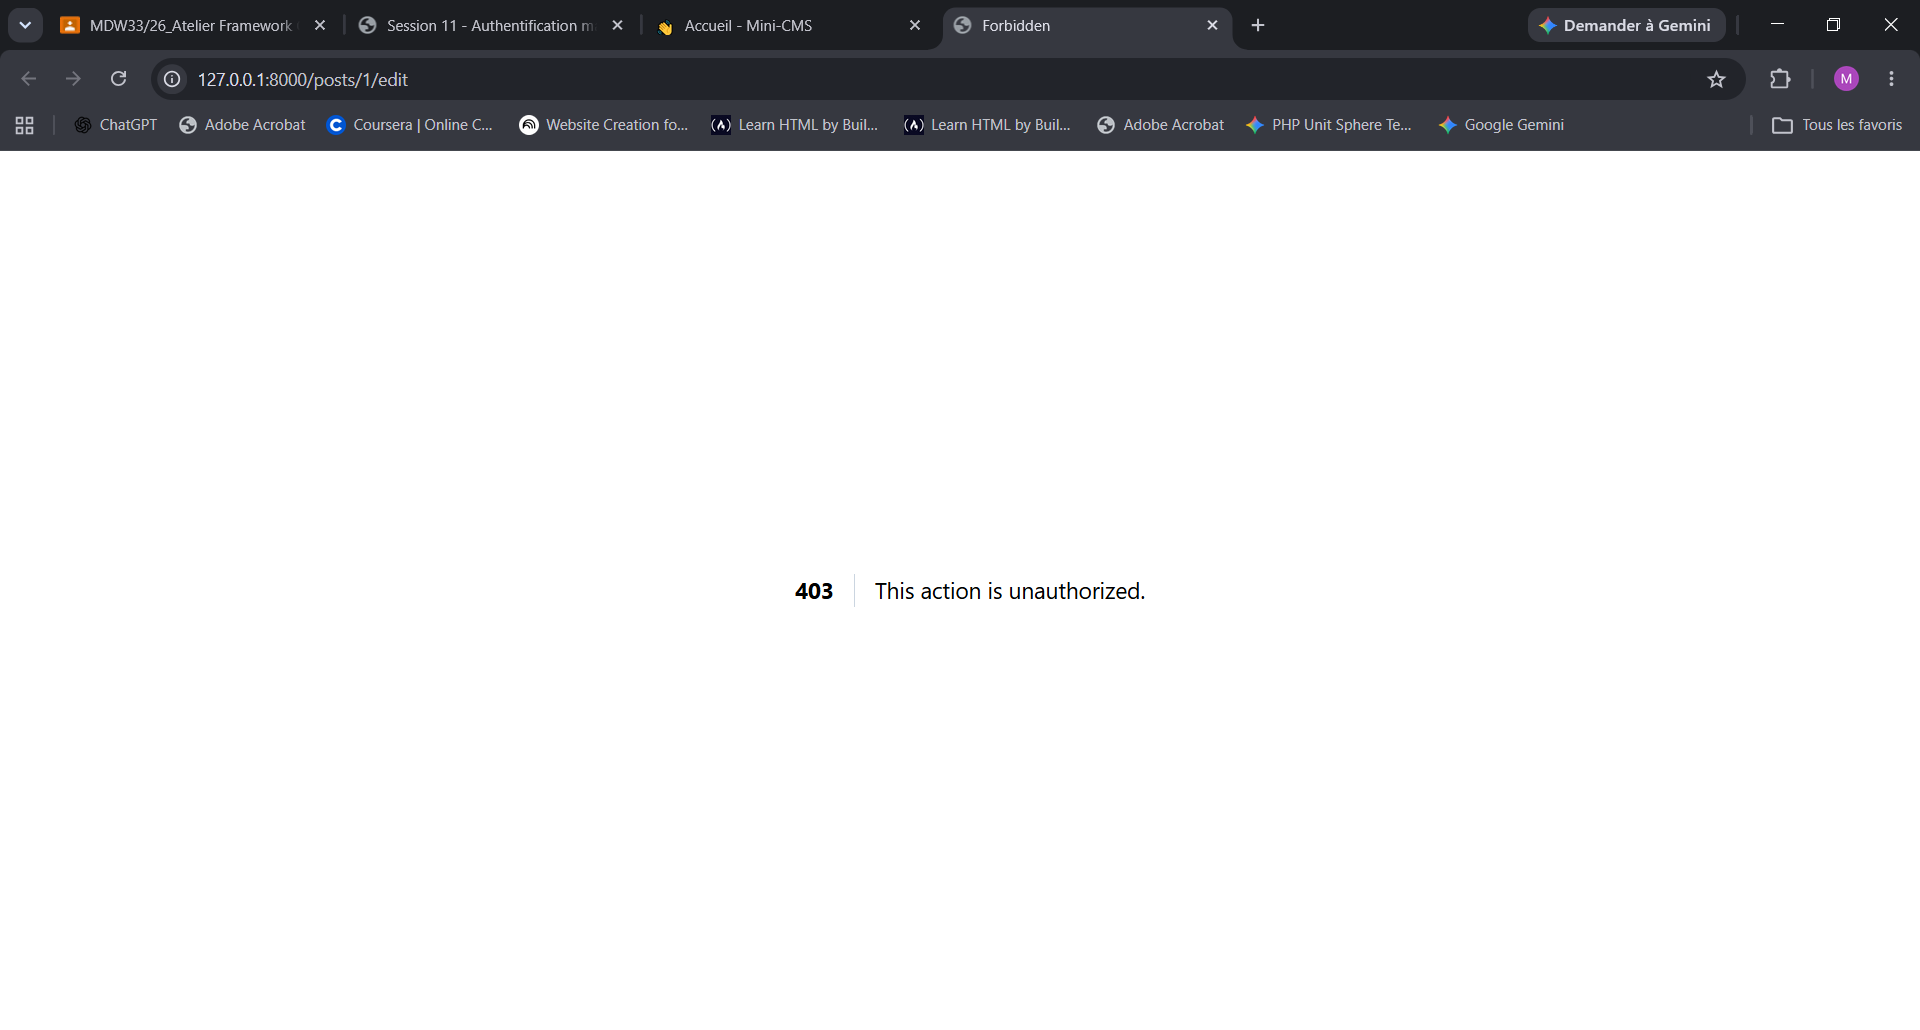 MDW33/26_Atelier Framework
Session 11 - Authentification m
Accueil - Mini-CMS
Forbidden
Demander à Gemini
127.0.0.1:8000/posts/1/edit
M
ChatGPT
Adobe Acrobat
Coursera | Online C...
Website Creation fo...
Learn HTML by Buil...
Learn HTML by Buil...
Adobe Acrobat
PHP Unit Sphere Te...
Google Gemini
Tous les favoris
403
This action is unauthorized.